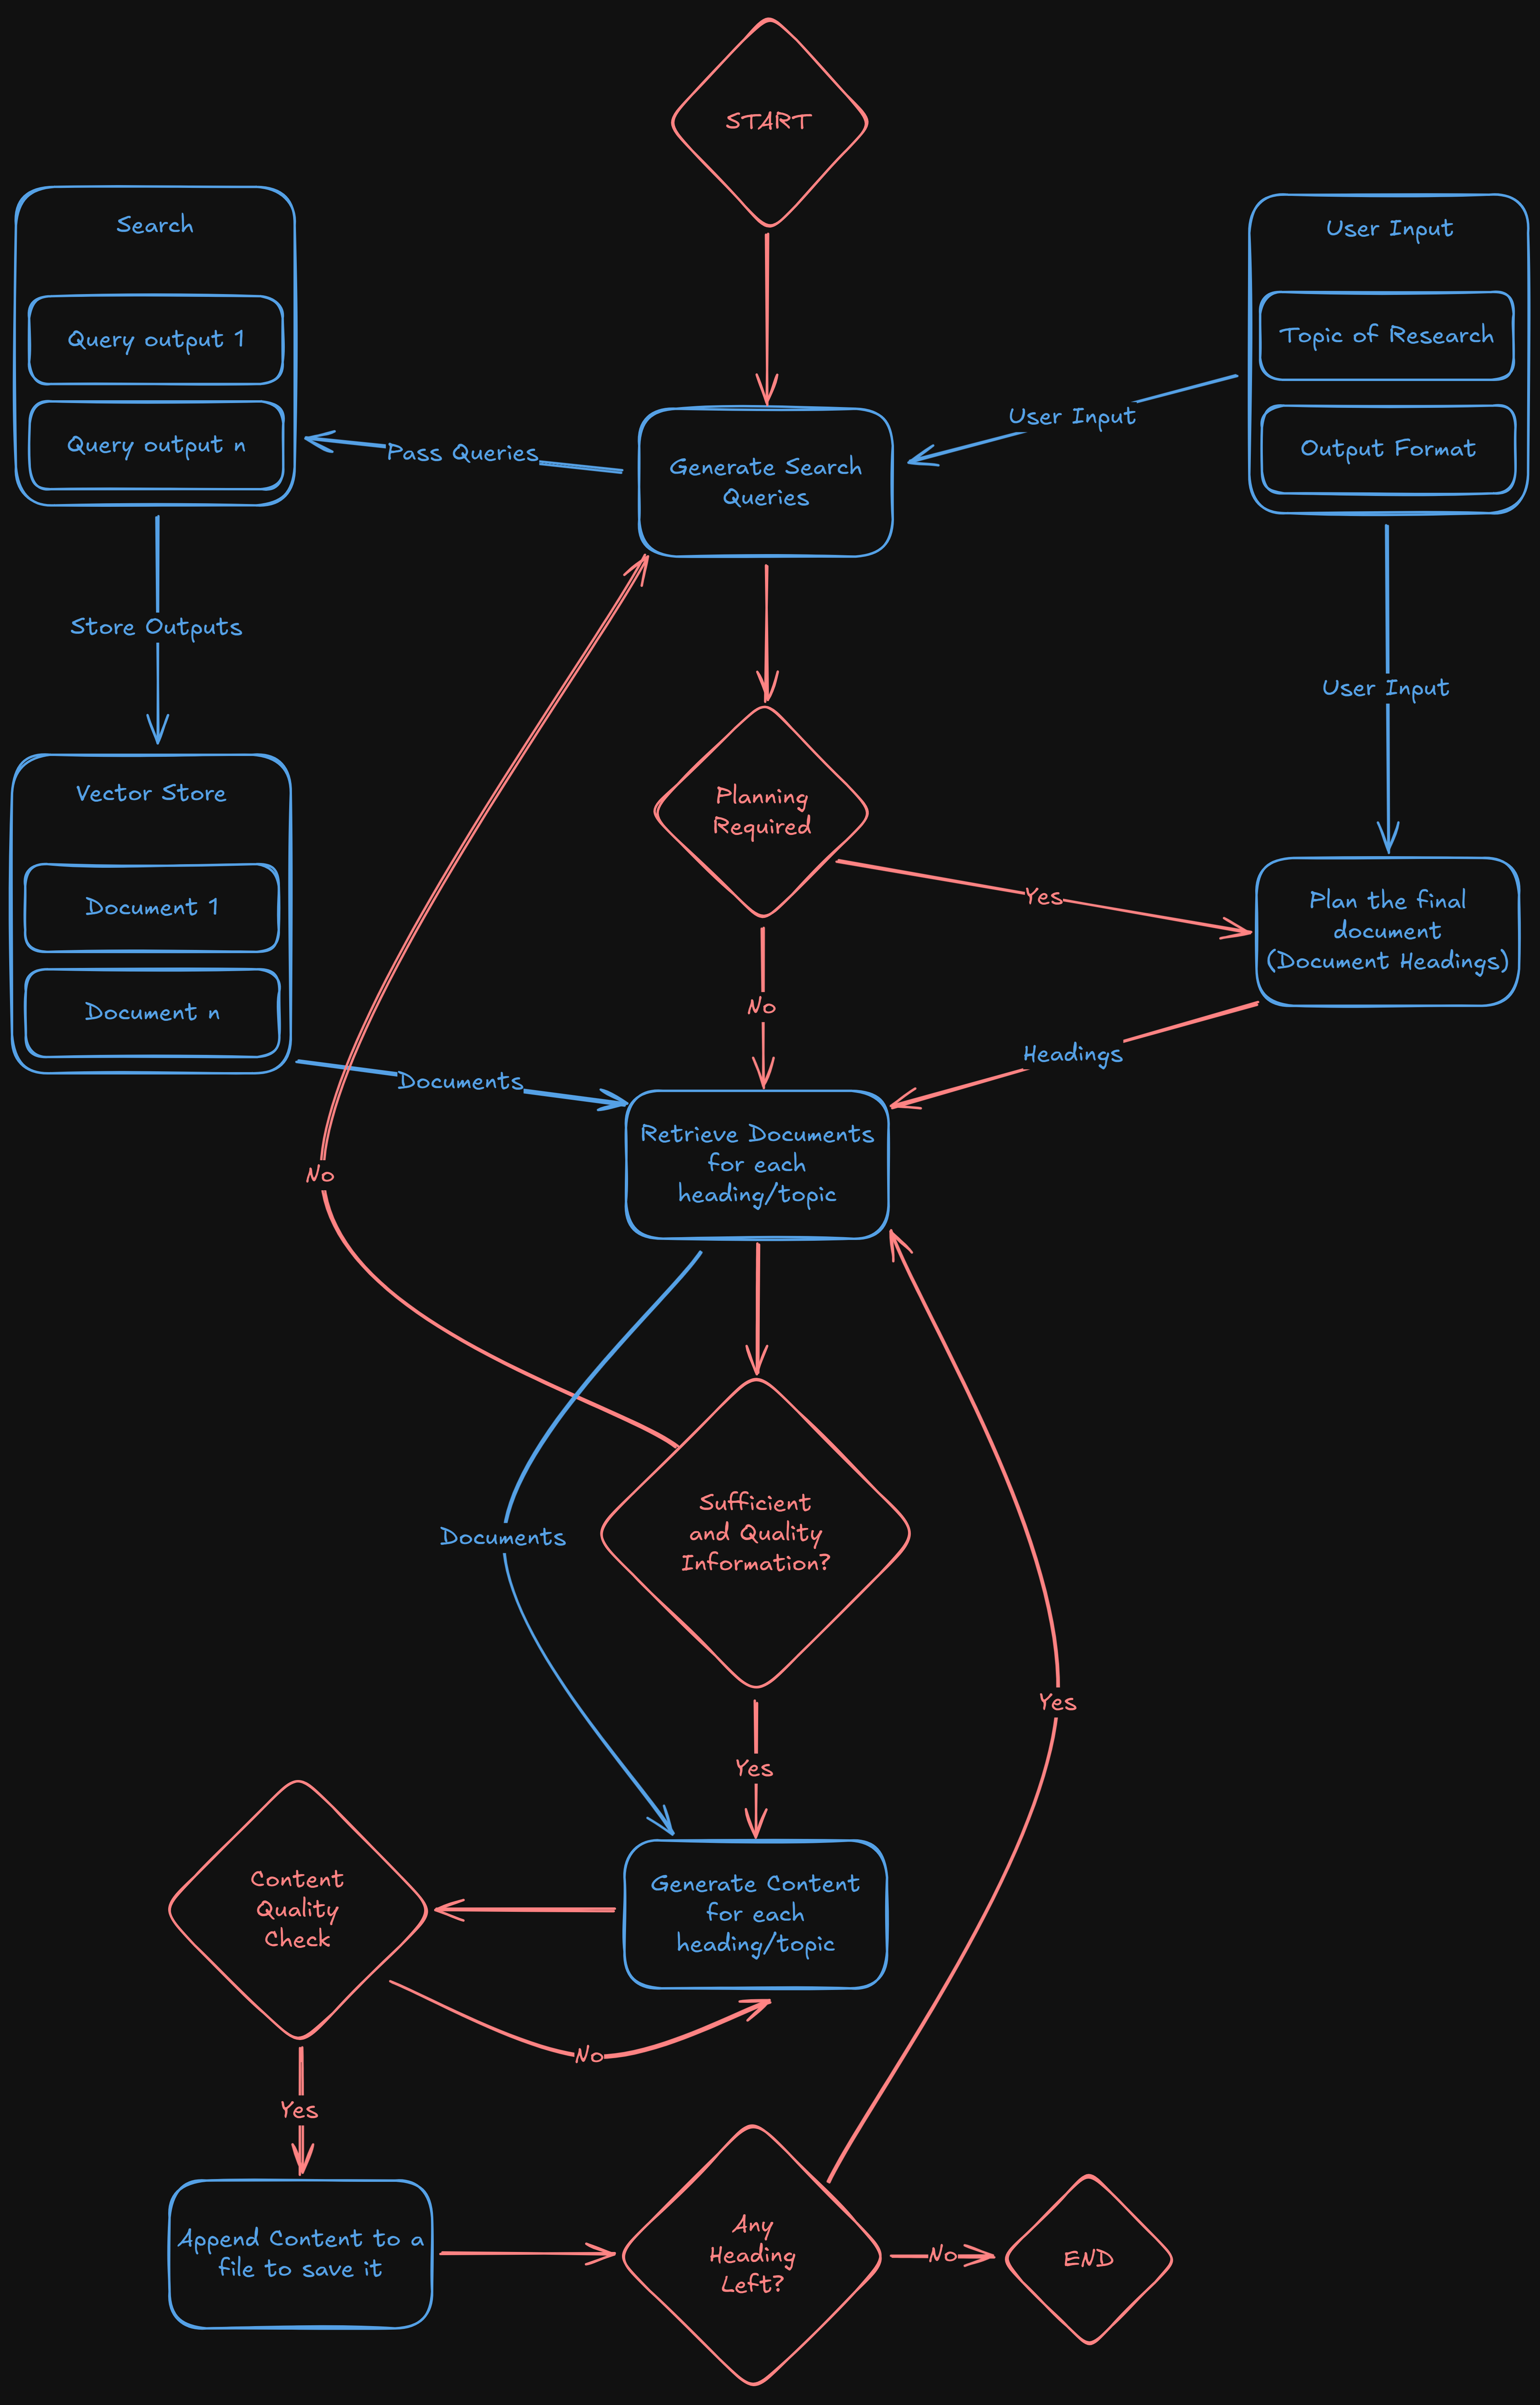 START
Search
Query output 1
Query output n
User Input
Topic of Research
Output Format
User Input
Pass Queries
Generate Search
Queries
Store Outputs
User Input
Vector Store
Document 1
Document n
Planning
Required
Yes
Plan the final
document
(Document Headings)
No
Headings
Documents
Retrieve Documents
for each
heading/topic
No
Sufficient
and Quality
Information?
Documents
Yes
Yes
Generate Content
for each
heading/topic
Content
Quality
Check
No
Yes
Append Content to a
file to save it
Any
Heading
Left?
No
END